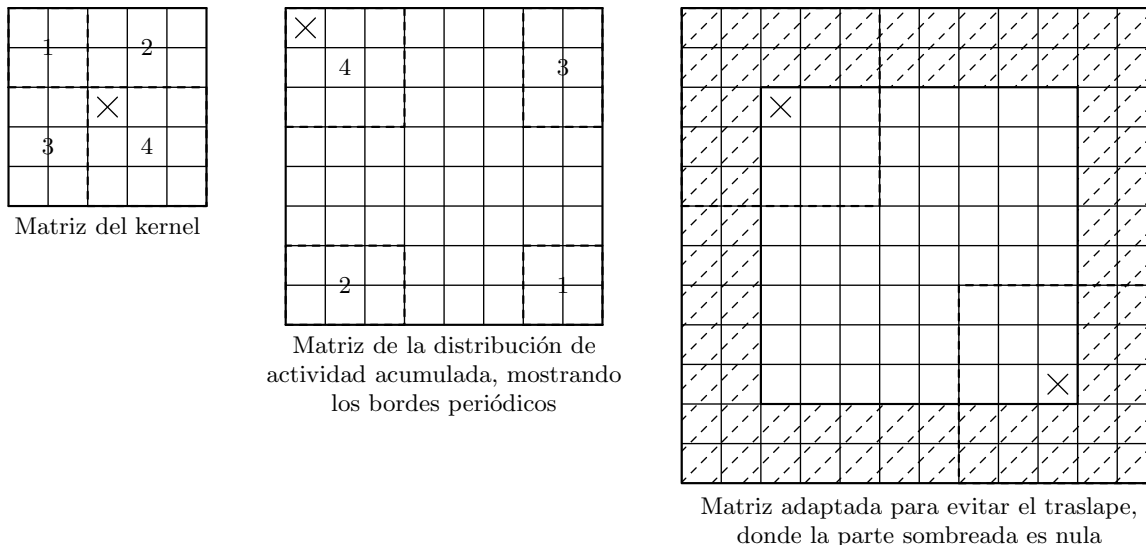 1 2
3 4
Matriz del kernel
4 3
2 1
Matriz de la distribución de
actividad acumulada, mostrando
los bordes periódicos
Matriz adaptada para evitar el traslape,
donde la parte sombreada es nula